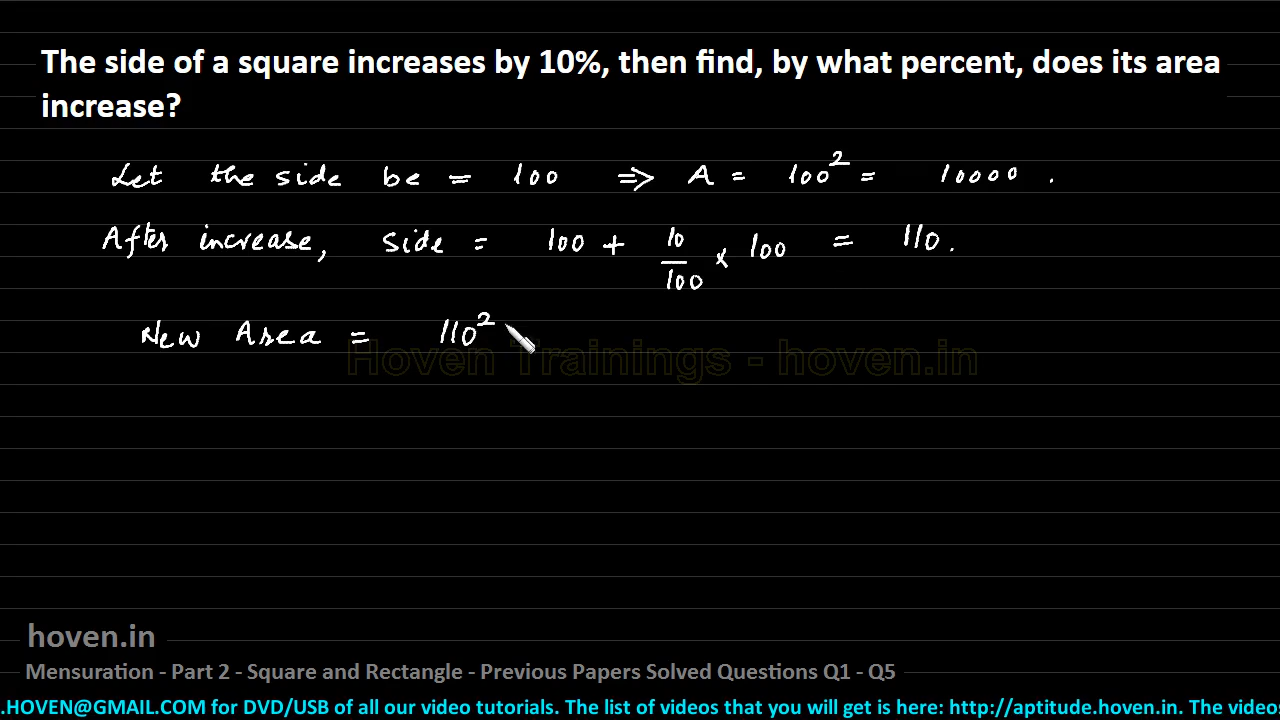 The side of a square increases by 10%, then find, by what percent, does its area
increase?
Let the side be = 100 ⇒ A = 100² = 10000 .
After increase, side = 100 + 10/100 × 100 = 110.
New Area = 110²
Hoven Trainings - hoven.in
hoven.in
Mensuration - Part 2 - Square and Rectangle - Previous Papers Solved Questions Q1 - Q5
.HOVEN@GMAIL.COM for DVD/USB of all our video tutorials. The list of videos that you will get is here: http://aptitude.hoven.in. The video